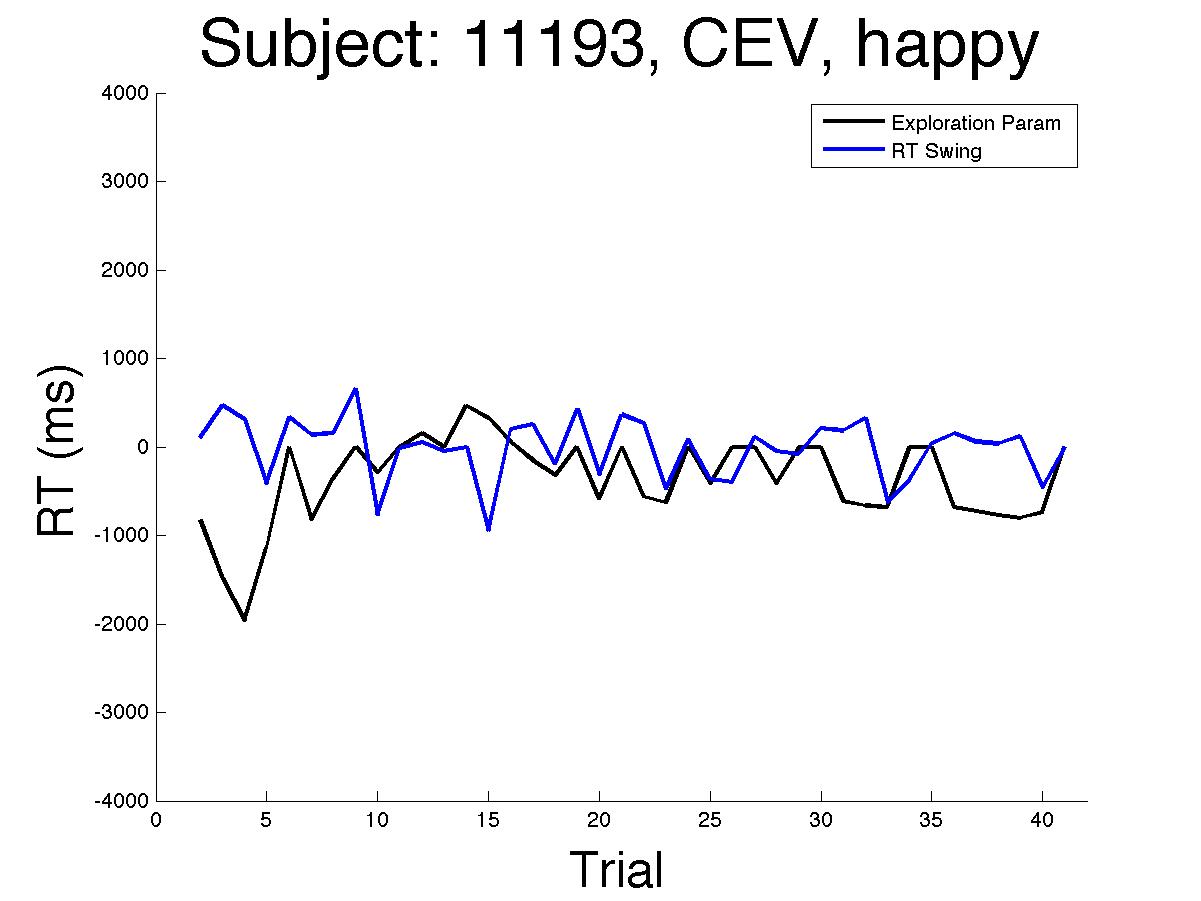 Subject: 11193, CEV, happy
Exploration Param
RT Swing
4000
3000
2000
1000
0
-1000
-2000
-3000
-4000
RT (ms)
0 5 10 15 20 25 30 35 40
Trial